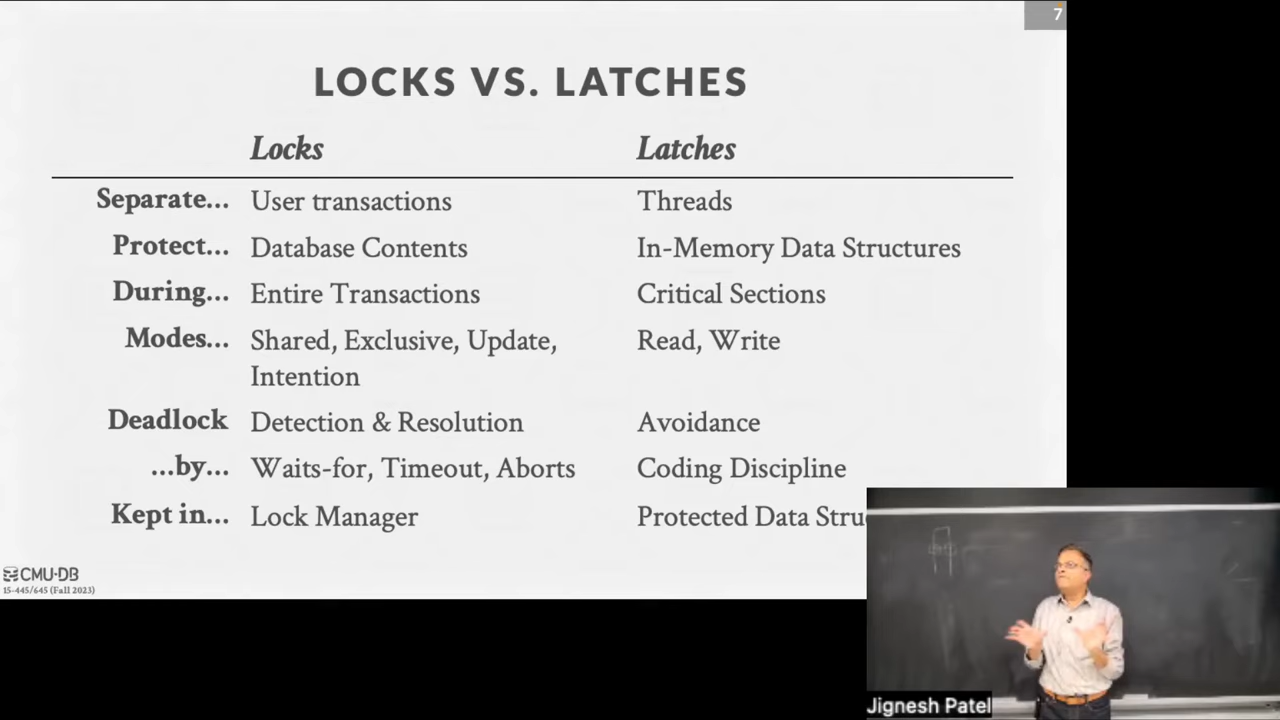 7
LOCKS VS. LATCHES
Locks Latches
Separate... User transactions Threads
Protect... Database Contents In-Memory Data Structures
During... Entire Transactions Critical Sections
Modes... Shared, Exclusive, Update, Read, Write
Intention
Deadlock Detection & Resolution Avoidance
...by... Waits-for, Timeout, Aborts Coding Discipline
Kept in... Lock Manager Protected Data Stru
CMU·DB
15-445/645 (Fall 2023)
Jignesh Patel